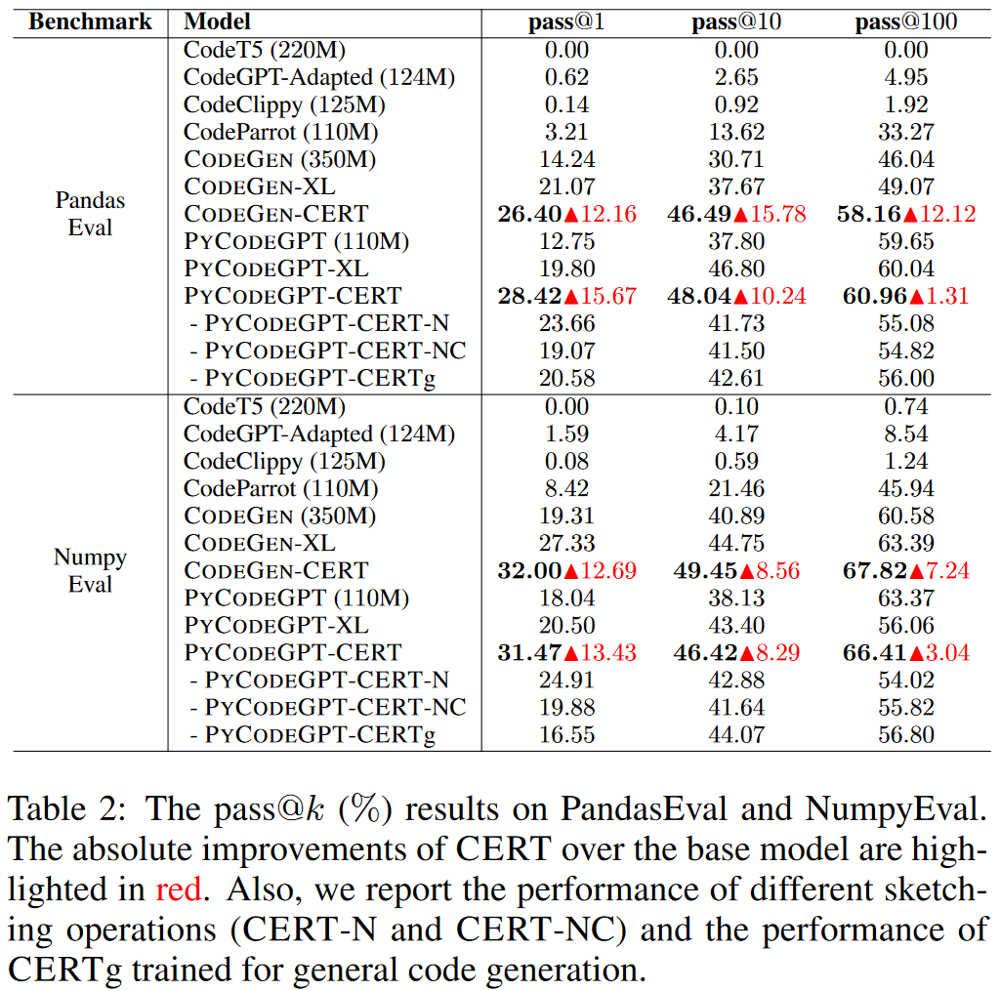 Benchmark Model pass@1 pass@10 pass@100
CodeT5 (220M) 0.00 0.00 0.00
CodeGPT-Adapted (124M) 0.62 2.65 4.95
CodeClippy (125M) 0.14 0.92 1.92
CodeParrot (110M) 3.21 13.62 33.27
CODEGEN (350M) 14.24 30.71 46.04
CODEGEN-XL 21.07 37.67 49.07
Pandas
Eval
CODEGEN-CERT 26.40▲12.16 46.49▲15.78 58.16▲12.12
PYCODEGPT (110M) 12.75 37.80 59.65
PYCODEGPT-XL 19.80 46.80 60.04
PYCODEGPT-CERT 28.42▲15.67 48.04▲10.24 60.96▲1.31
- PYCODEGPT-CERT-N 23.66 41.73 55.08
- PYCODEGPT-CERT-NC 19.07 41.50 54.82
- PYCODEGPT-CERTg 20.58 42.61 56.00
CodeT5 (220M) 0.00 0.10 0.74
CodeGPT-Adapted (124M) 1.59 4.17 8.54
CodeClippy (125M) 0.08 0.59 1.24
CodeParrot (110M) 8.42 21.46 45.94
CODEGEN (350M) 19.31 40.89 60.58
CODEGEN-XL 27.33 44.75 63.39
Numpy
Eval
CODEGEN-CERT 32.00▲12.69 49.45▲8.56 67.82▲7.24
PYCODEGPT (110M) 18.04 38.13 63.37
PYCODEGPT-XL 20.50 43.40 56.06
PYCODEGPT-CERT 31.47▲13.43 46.42▲8.29 66.41▲3.04
- PYCODEGPT-CERT-N 24.91 42.88 54.02
- PYCODEGPT-CERT-NC 19.88 41.64 55.82
- PYCODEGPT-CERTg 16.55 44.07 56.80
Table 2: The pass@k (%) results on PandasEval and NumpyEval.
The absolute improvements of CERT over the base model are high-
lighted in red. Also, we report the performance of different sketch-
ing operations (CERT-N and CERT-NC) and the performance of
CERTg trained for general code generation.